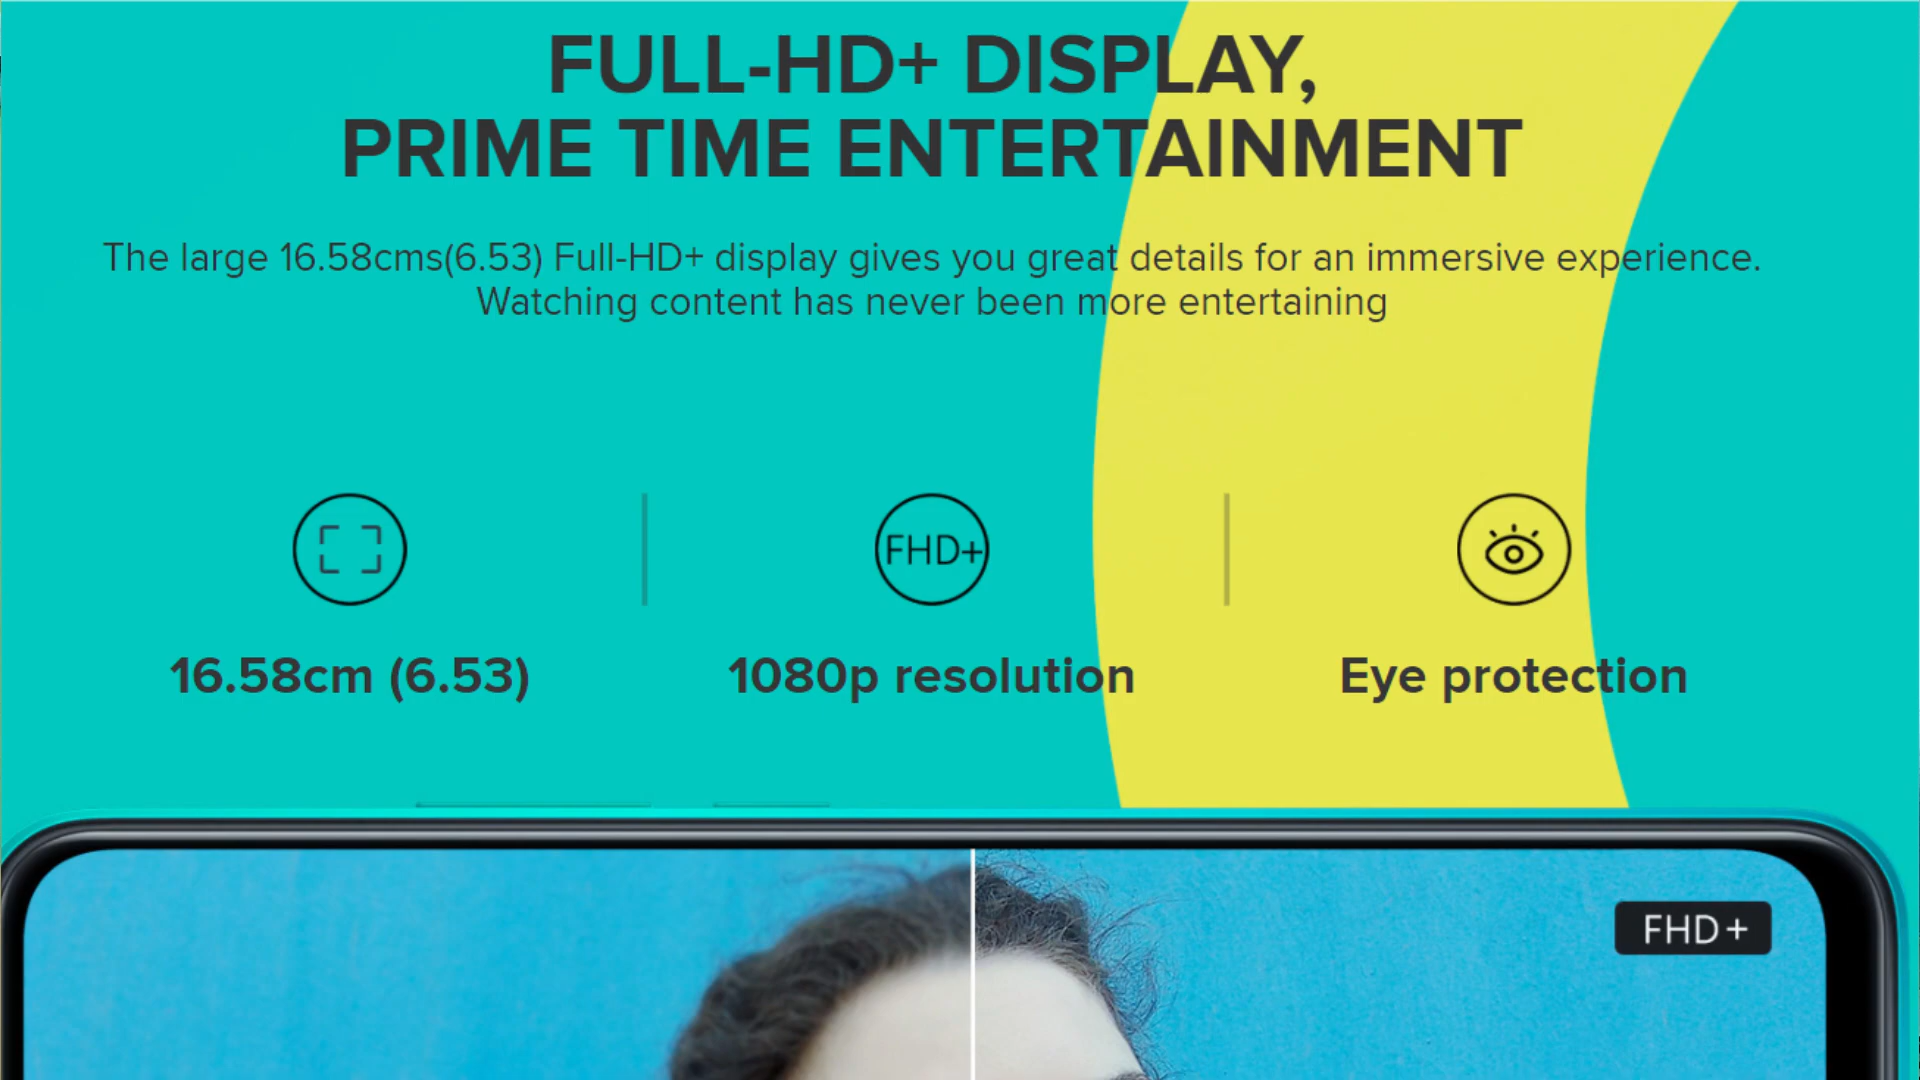 FULL-HD+ DISPLAY,
PRIME TIME ENTERTAINMENT
The large 16.58cms(6.53) Full-HD+ display gives you great details for an immersive experience.
Watching content has never been more entertaining
FHD+
16.58cm (6.53)
1080p resolution
Eye protection
FHD+